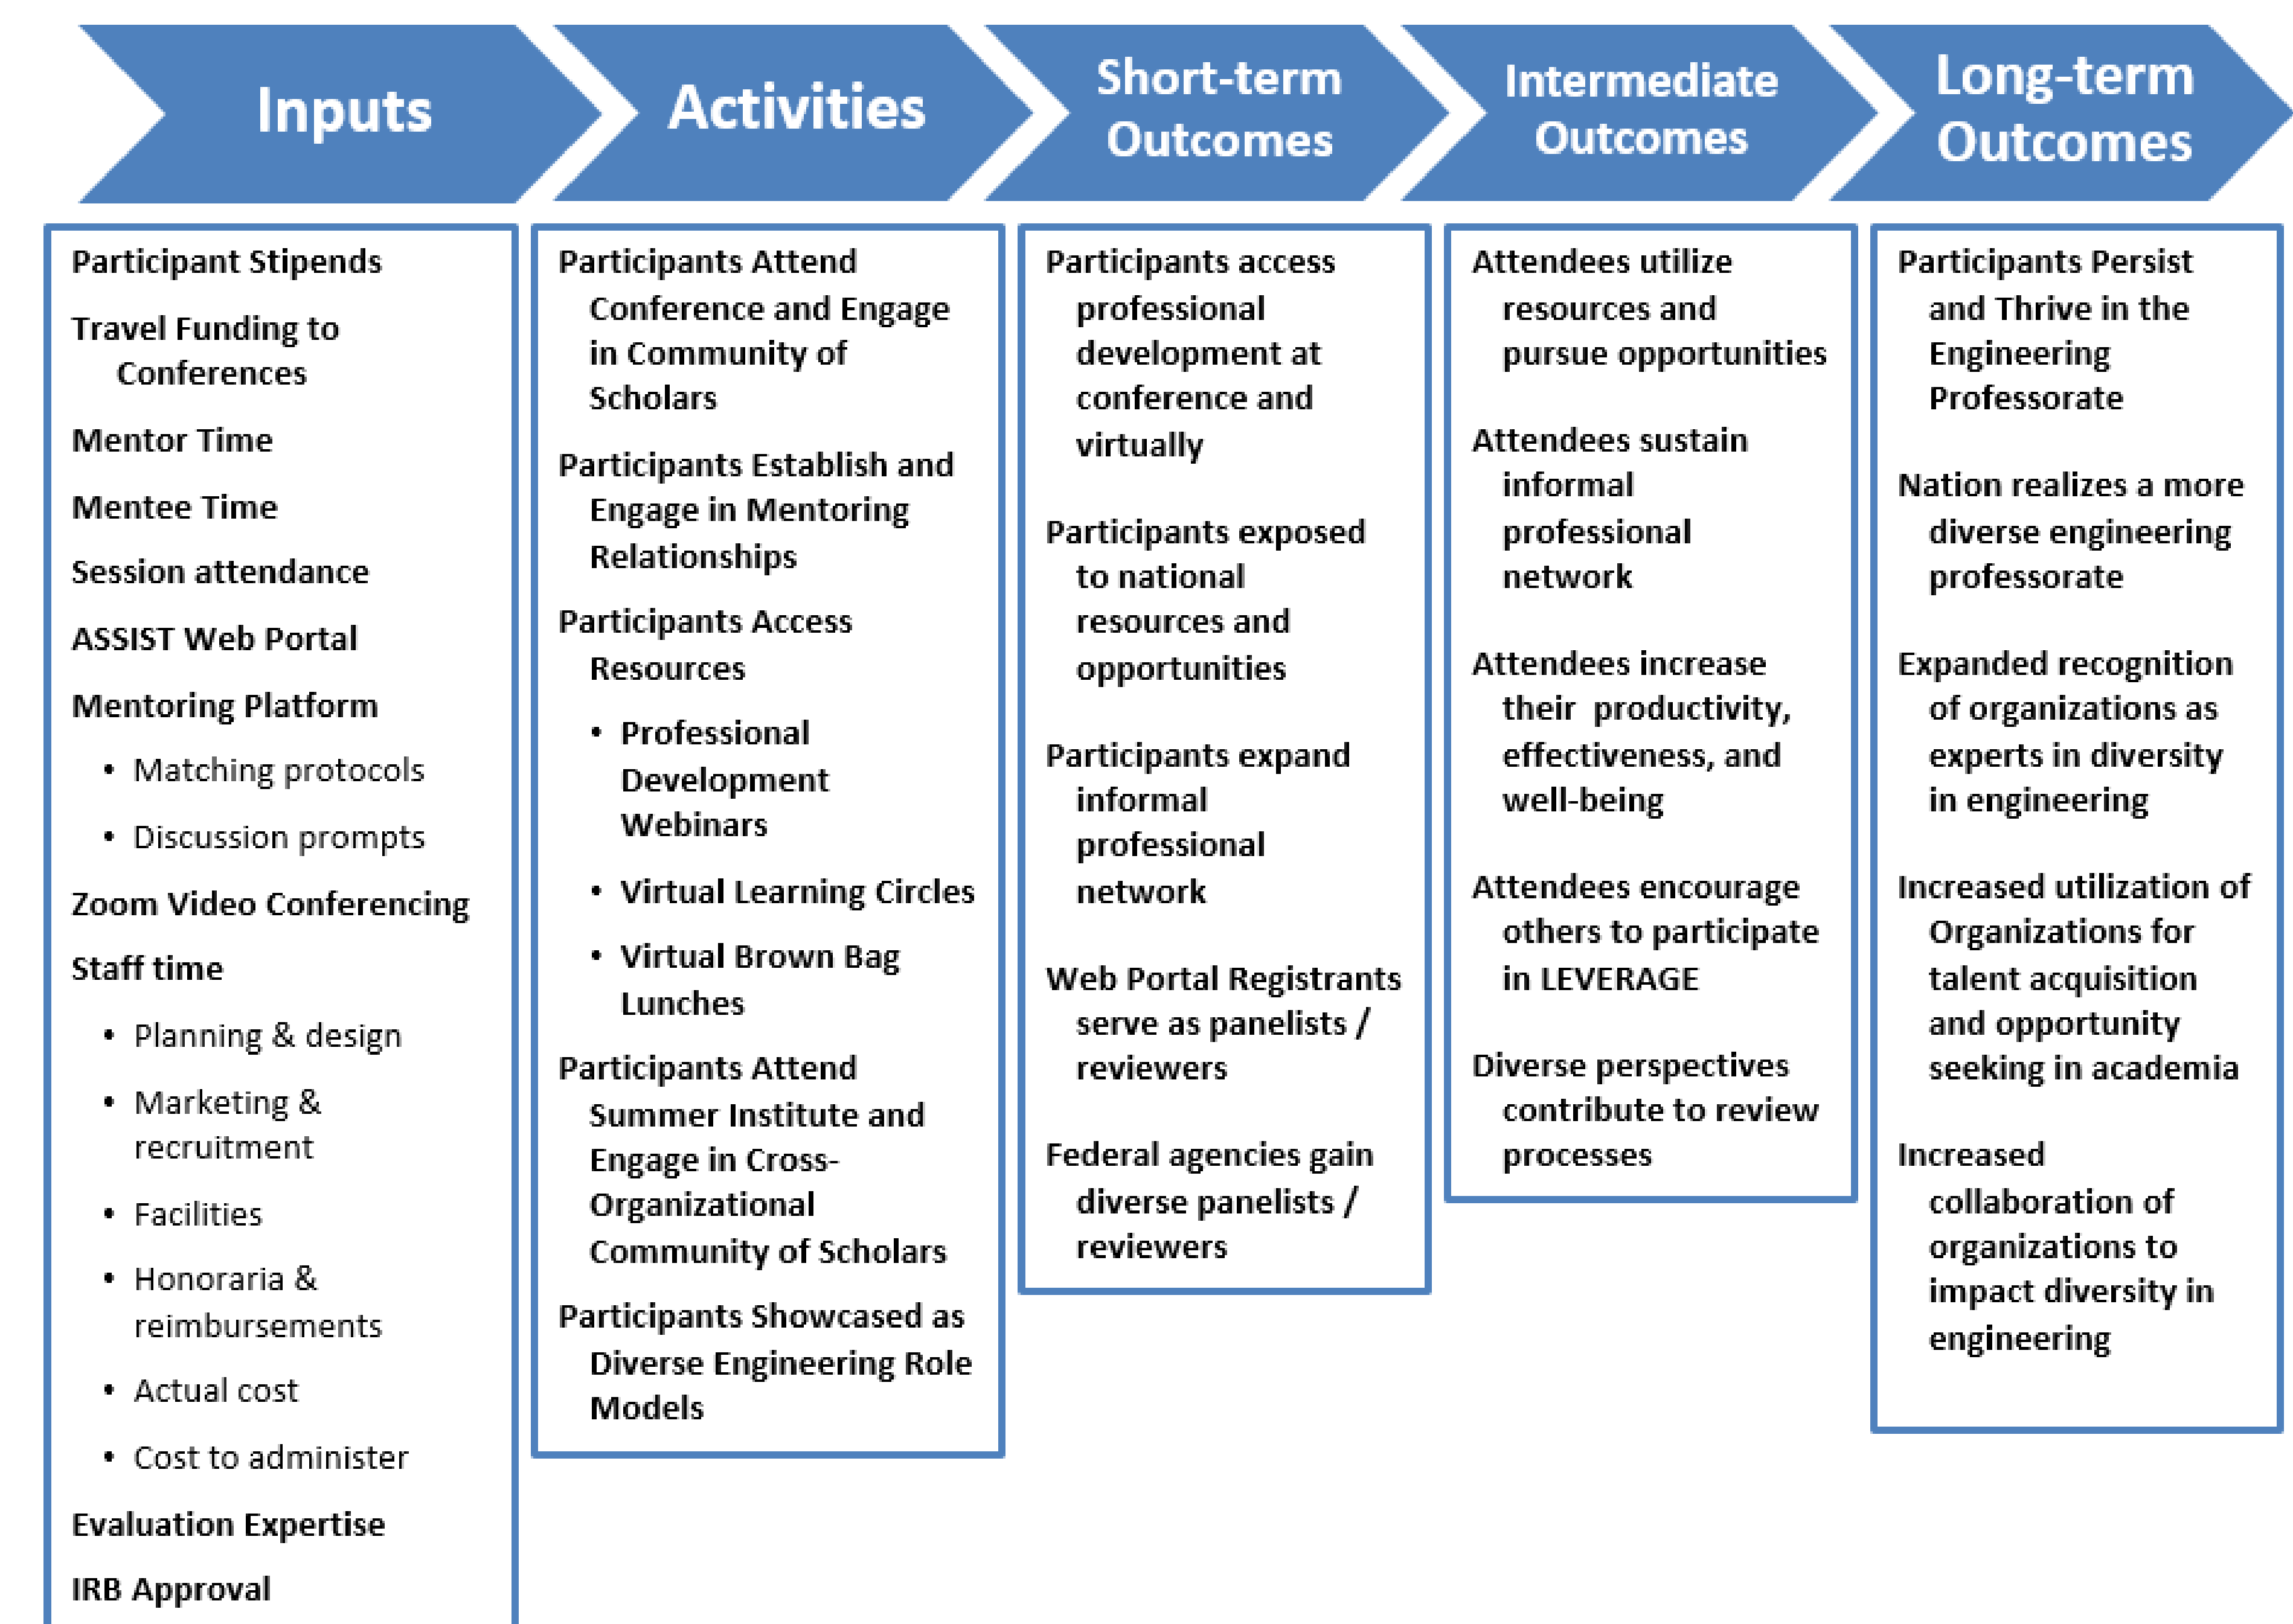 Inputs
Activities
Short-term
Outcomes
Intermediate
Outcomes
Long-term
Outcomes
Participant Stipends
Travel Funding to
Conferences
Mentor Time
Mentee Time
Session attendance
ASSIST Web Portal
Mentoring Platform
• Matching protocols
• Discussion prompts
Zoom Video Conferencing
Staff time
• Planning & design
• Marketing &
recruitment
• Facilities
• Honoraria &
reimbursements
• Actual cost
• Cost to administer
Evaluation Expertise
IRB Approval
Participants Attend
Conference and Engage
in Community of
Scholars
Participants Establish and
Engage in Mentoring
Relationships
Participants Access
Resources
• Professional
Development
Webinars
• Virtual Learning Circles
• Virtual Brown Bag
Lunches
Participants Attend
Summer Institute and
Engage in Cross-
Organizational
Community of Scholars
Participants Showcased as
Diverse Engineering Role
Models
Participants access
professional
development at
conference and
virtually
Participants exposed
to national
resources and
opportunities
Participants expand
informal
professional
network
Web Portal Registrants
serve as panelists /
reviewers
Federal agencies gain
diverse panelists /
reviewers
Attendees utilize
resources and
pursue opportunities
Attendees sustain
informal
professional
network
Attendees increase
their productivity,
effectiveness, and
well-being
Attendees encourage
others to participate
in LEVERAGE
Diverse perspectives
contribute to review
processes
Participants Persist
and Thrive in the
Engineering
Professorate
Nation realizes a more
diverse engineering
professorate
Expanded recognition
of organizations as
experts in diversity
in engineering
Increased utilization of
Organizations for
talent acquisition
and opportunity
seeking in academia
Increased
collaboration of
organizations to
impact diversity in
engineering